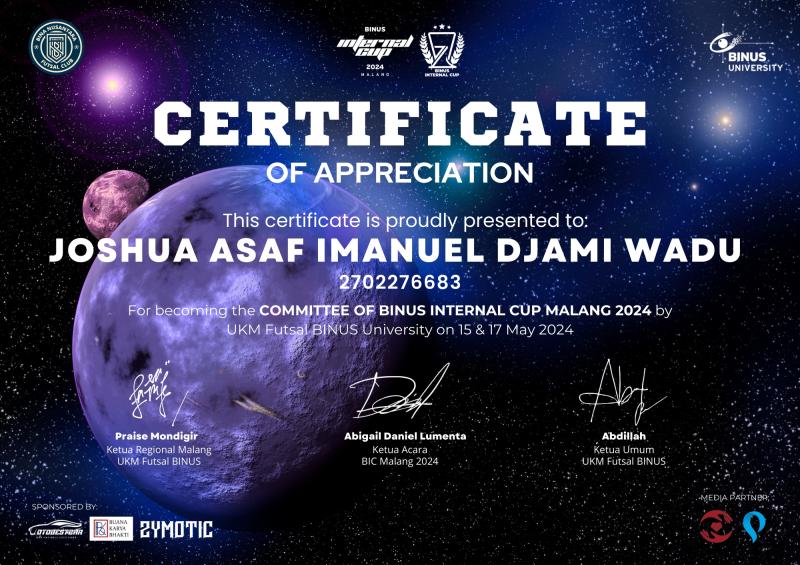 BINA NUSANTARA
FUTSAL CLUB
BINUS
internal
cup
2024
MALANG
BINUS
INTERNAL CUP
BINUS
UNIVERSITY
CERTIFICATE
OF APPRECIATION
This certificate is proudly presented to:
JOSHUA ASAF IMANUEL DJAMI WADU
2702276683
For becoming the COMMITTEE OF BINUS INTERNAL CUP MALANG 2024 by
UKM Futsal BINUS University on 15 & 17 May 2024
Praise Mondigir
Ketua Regional Malang
UKM Futsal BINUS
Abigail Daniel Lumenta
Ketua Acara
BIC Malang 2024
Abdillah
Ketua Umum
UKM Futsal BINUS
SPONSORED BY:
OTOBESTCAR
BUANA
KARYA
BHAKTI
ZYMOTIC
MEDIA PARTNER: